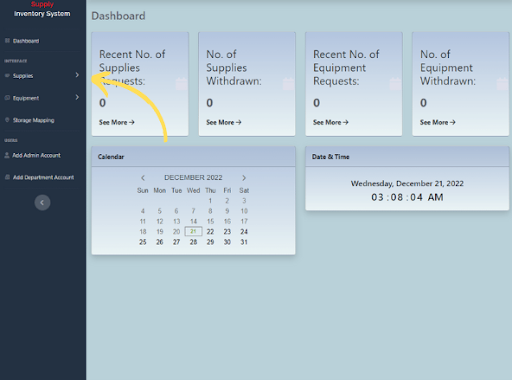 Supply
Inventory System
Dashboard
INTERFACE
Supplies
Equipment
Storage Mapping
USERS
Add Admin Account
Add Department Account
Dashboard
Recent No. of
Supplies
Requests:
0
See More
No. of
Supplies
Withdrawn:
0
See More
Recent No. of
Equipment
Requests:
0
See More
No. of
Equipment
Withdrawn:
0
See More
Calendar
DECEMBER 2022
Sun Mon Tue Wed Thu Fri Sat
1 2 3
4 5 6 7 8 9 10
11 12 13 14 15 16 17
18 19 20 21 22 23 24
25 26 27 28 29 30 31
Date & Time
Wednesday, December 21, 2022
03:08:04 AM